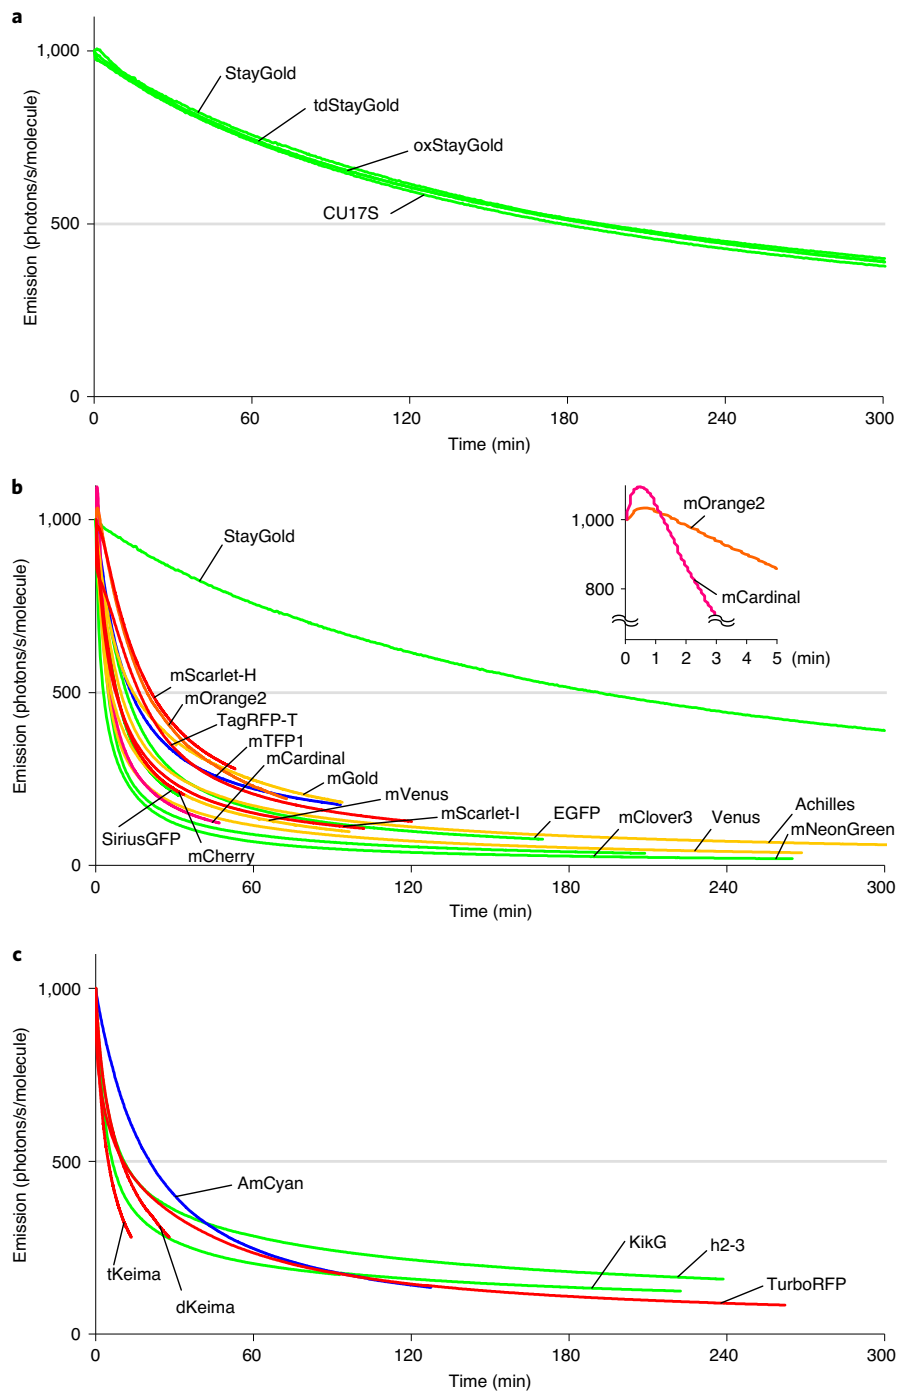 a
1,000
StayGold
tdStayGold
oxStayGold
CU17S
500
0
Emission (photons/s/molecule)
0 60 120 180 240 300
Time (min)
b
1,000
StayGold
mOrange2
1,000
mCardinal
800
0 1 2 3 4 5 (min)
mScarlet-H
500
mOrange2
TagRFP-T
mTFP1
mCardinal
mGold
mVenus
mScarlet-I
EGFP
mClover3
Venus
Achilles
mNeonGreen
SiriusGFP
mCherry
0
Emission (photons/s/molecule)
0 60 120 180 240 300
Time (min)
c
1,000
500
AmCyan
KikG
h2-3
TurboRFP
tKeima
dKeima
0
Emission (photons/s/molecule)
0 60 120 180 240 300
Time (min)